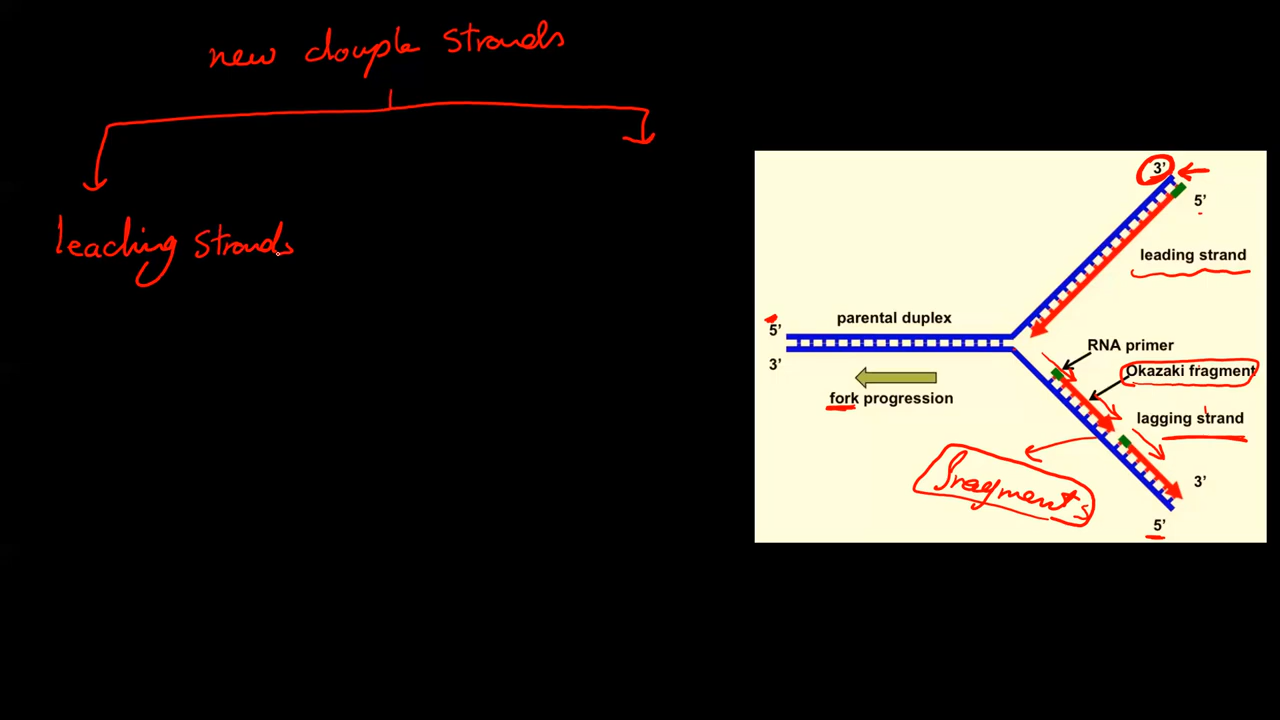 new double strands
leading strands
3'
5'
leading strand
parental duplex
5'
3'
RNA primer
Okazaki fragment
fork progression
lagging strand
fragments
3'
5'